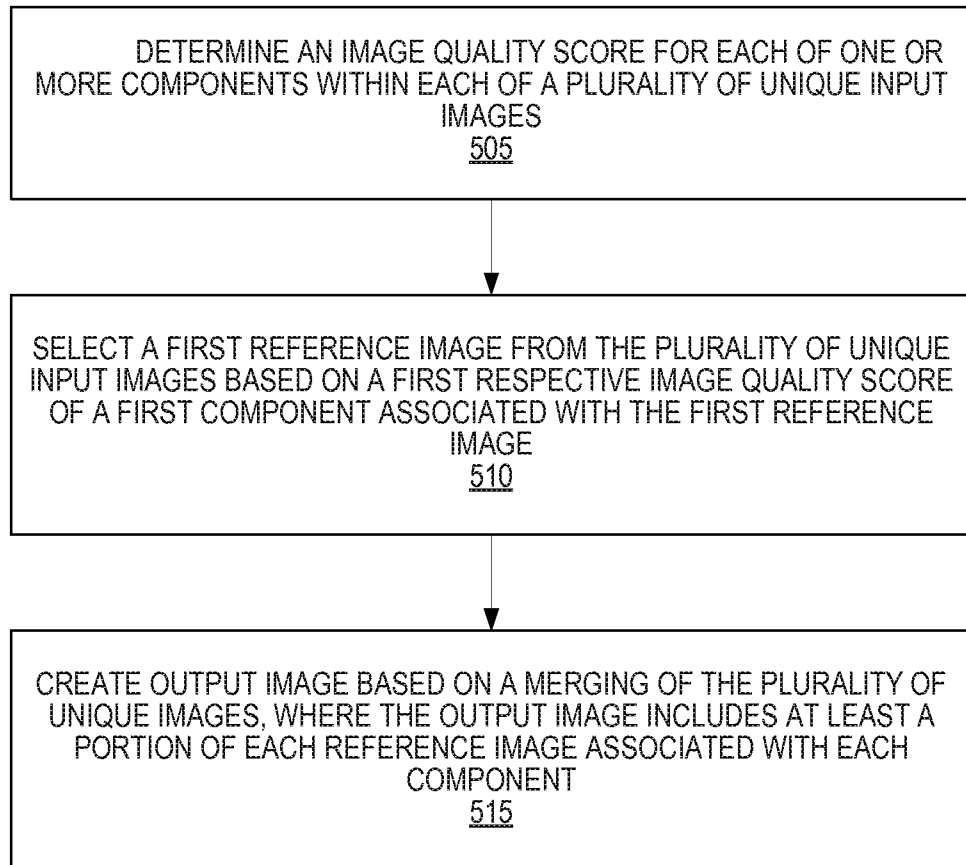 DETERMINE AN IMAGE QUALITY SCORE FOR EACH OF ONE OR
MORE COMPONENTS WITHIN EACH OF A PLURALITY OF UNIQUE INPUT
IMAGES
505
SELECT A FIRST REFERENCE IMAGE FROM THE PLURALITY OF UNIQUE
INPUT IMAGES BASED ON A FIRST RESPECTIVE IMAGE QUALITY SCORE
OF A FIRST COMPONENT ASSOCIATED WITH THE FIRST REFERENCE
IMAGE
510
CREATE OUTPUT IMAGE BASED ON A MERGING OF THE PLURALITY OF
UNIQUE IMAGES, WHERE THE OUTPUT IMAGE INCLUDES AT LEAST A
PORTION OF EACH REFERENCE IMAGE ASSOCIATED WITH EACH
COMPONENT
515